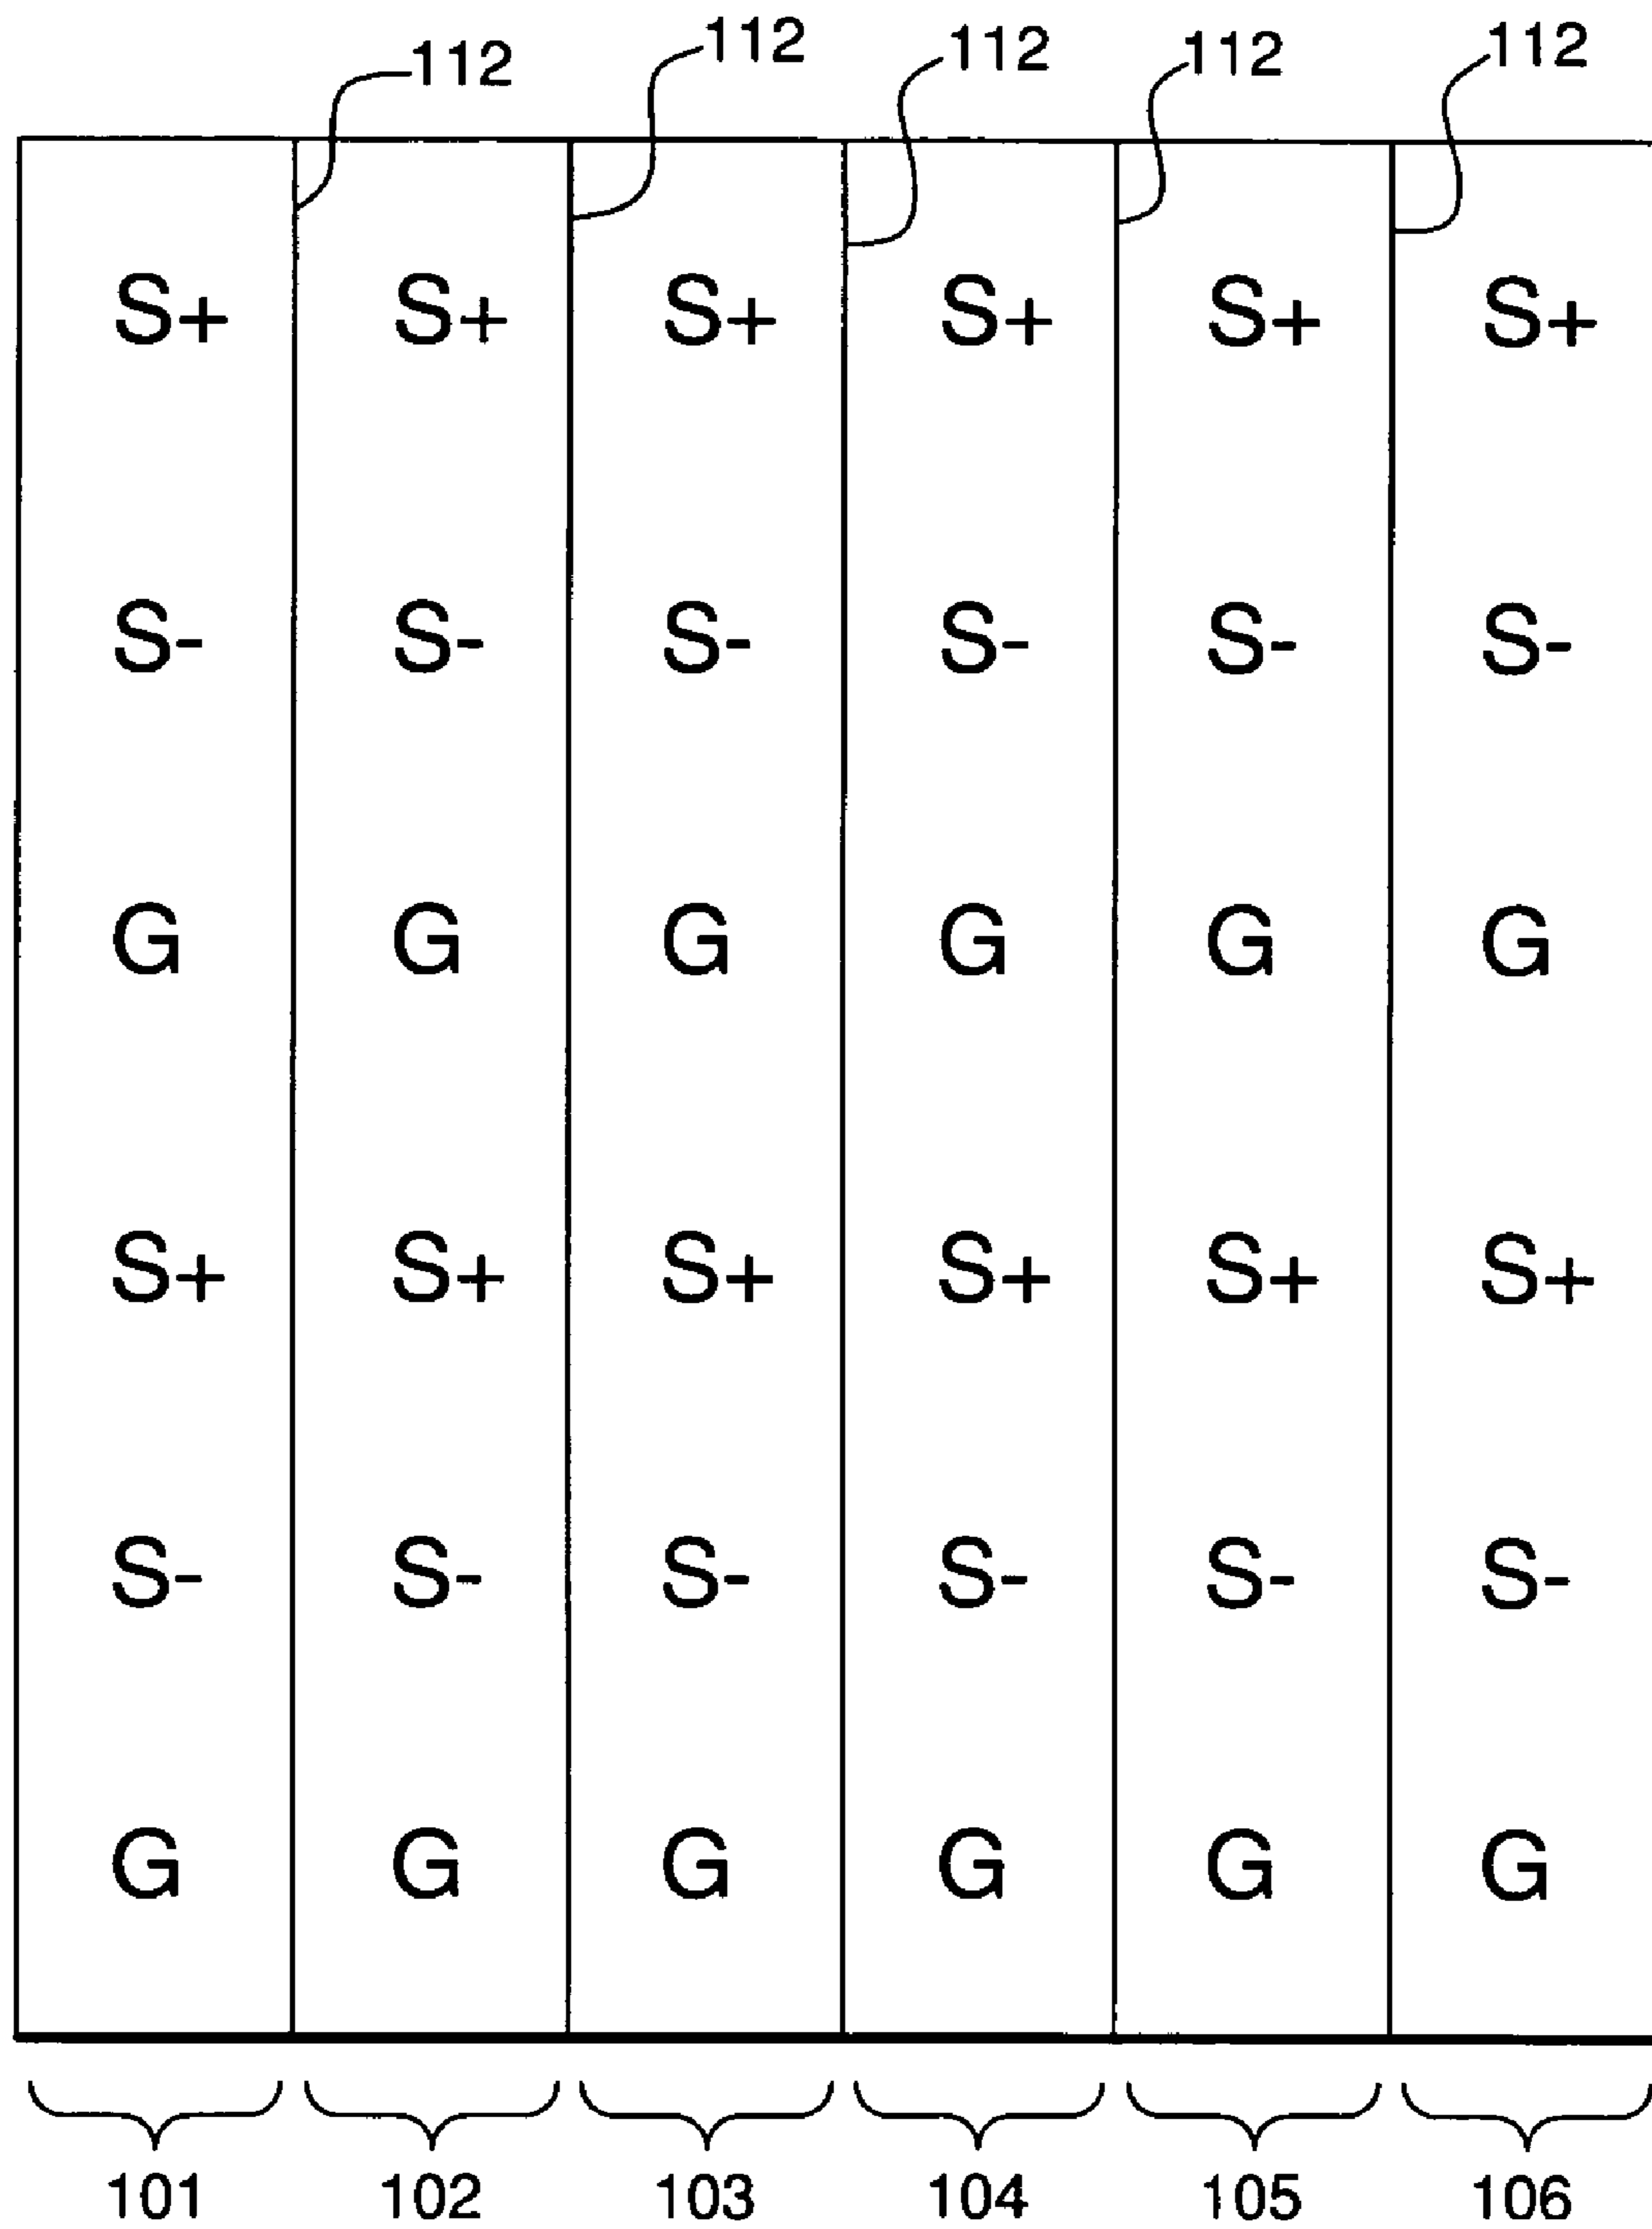 112 112 112 112 112
S+ S+ S+ S+ S+ S+
S- S- S- S- S- S-
G G G G G G
S+ S+ S+ S+ S+ S+
S- S- S- S- S- S-
G G G G G G
101 102 103 104 105 106